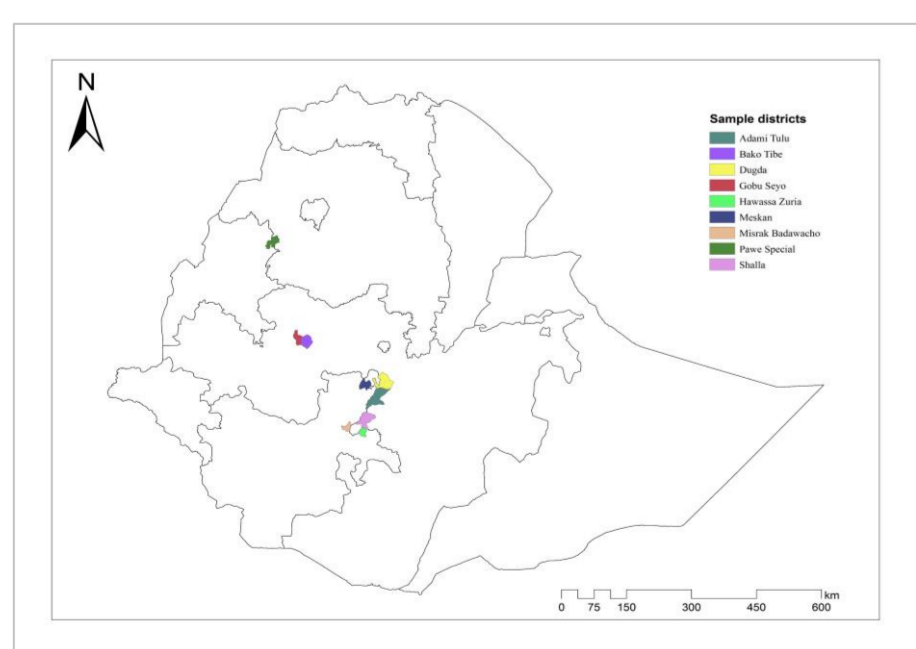 N
Sample districts
Adami Tulu
Bako Tibe
Dugda
Gobu Seyo
Hawassa Zuria
Meskan
Misrak Badawacho
Pawe Special
Shalla
km
0 75 150 300 450 600